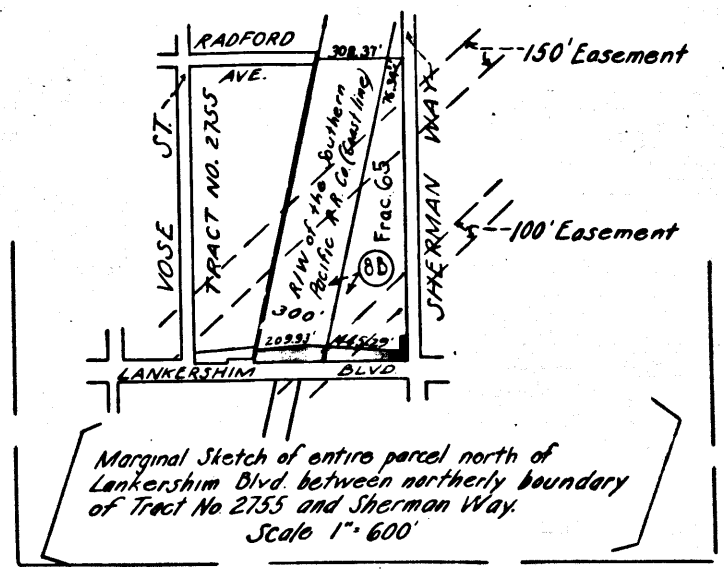 RADFORD
AVE.
308.37'
150' Easement
VOSE ST.
TRACT NO. 2755
R/W of the Southern
Pacific R.R. Co. (Coast line)
Frac. 65
SHERMAN WAY
100' Easement
8B
300'
209.93'
LANKERSHIM BLVD.
Marginal Sketch of entire parcel north of
Lankershim Blvd. between northerly boundary
of Tract No. 2755 and Sherman Way.
Scale 1"= 600'